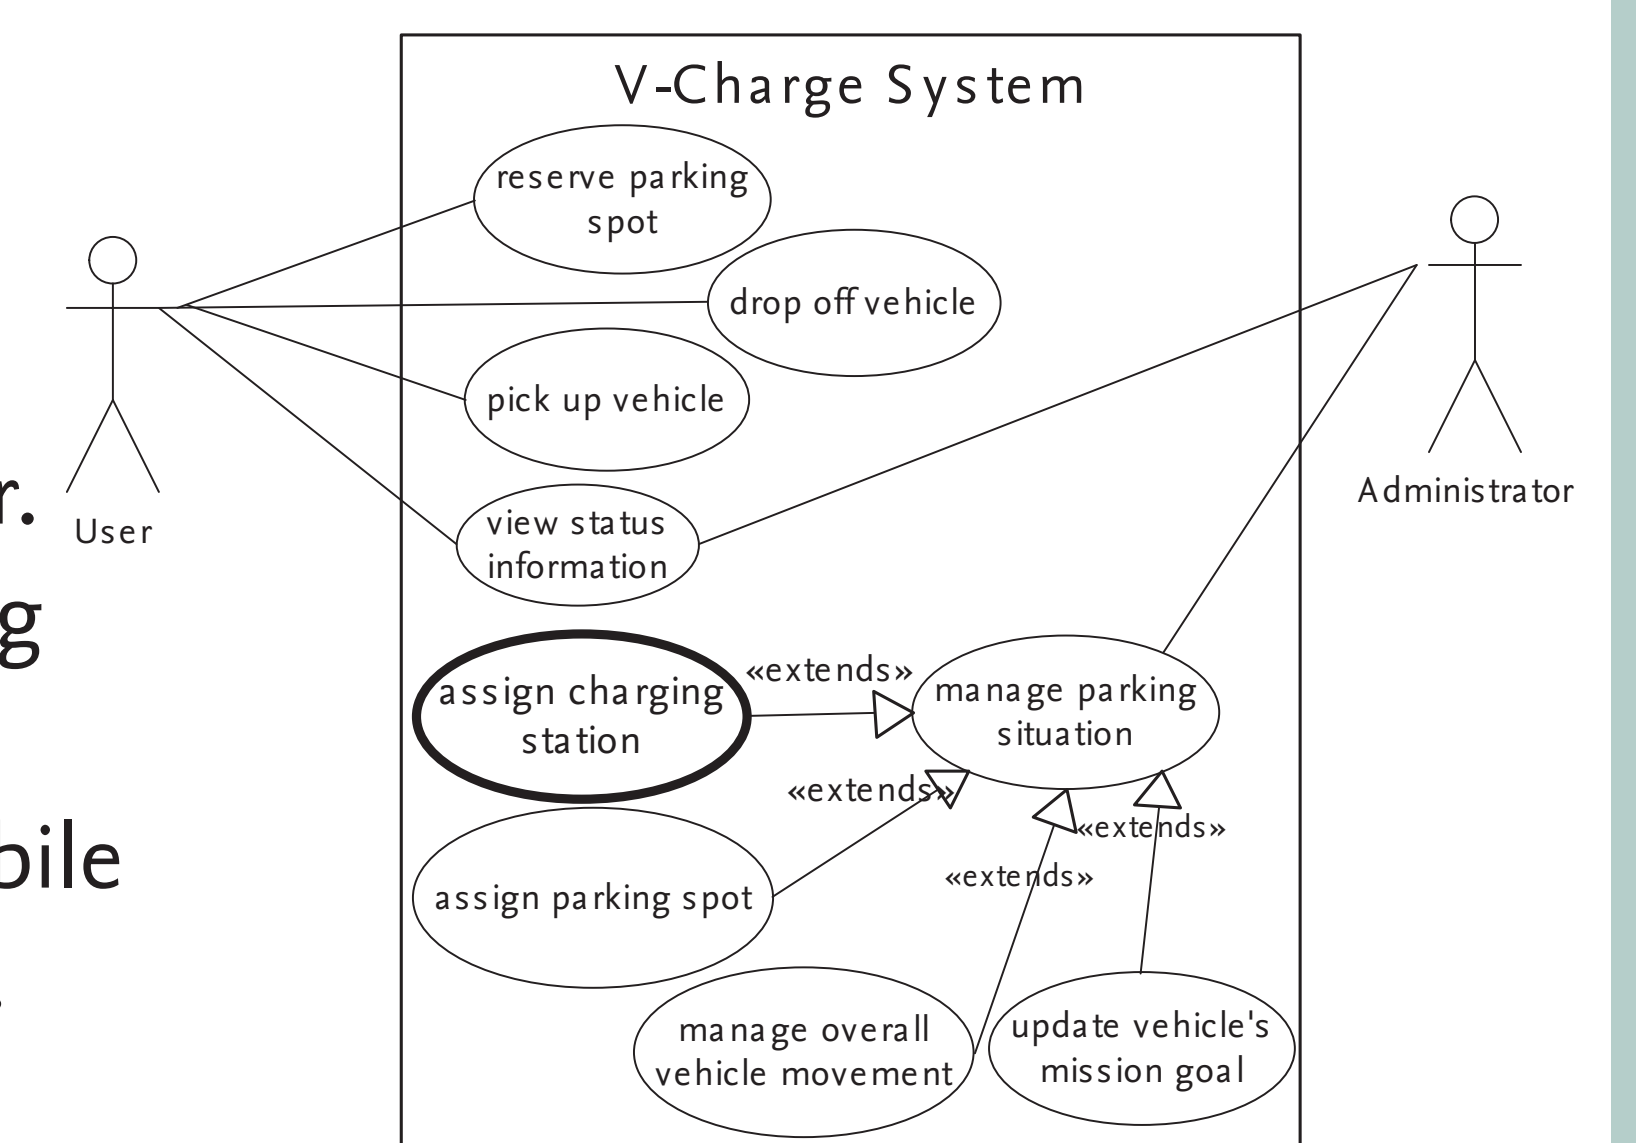 V-Charge System
reserve parking
spot
drop off vehicle
pick up vehicle
r.
User
view status
information
Administrator
g
«extends»
assign charging
station
manage parking
situation
«extends»
«extends»
bile
«extends»
assign parking spot
.
manage overall
vehicle movement
update vehicle's
mission goal